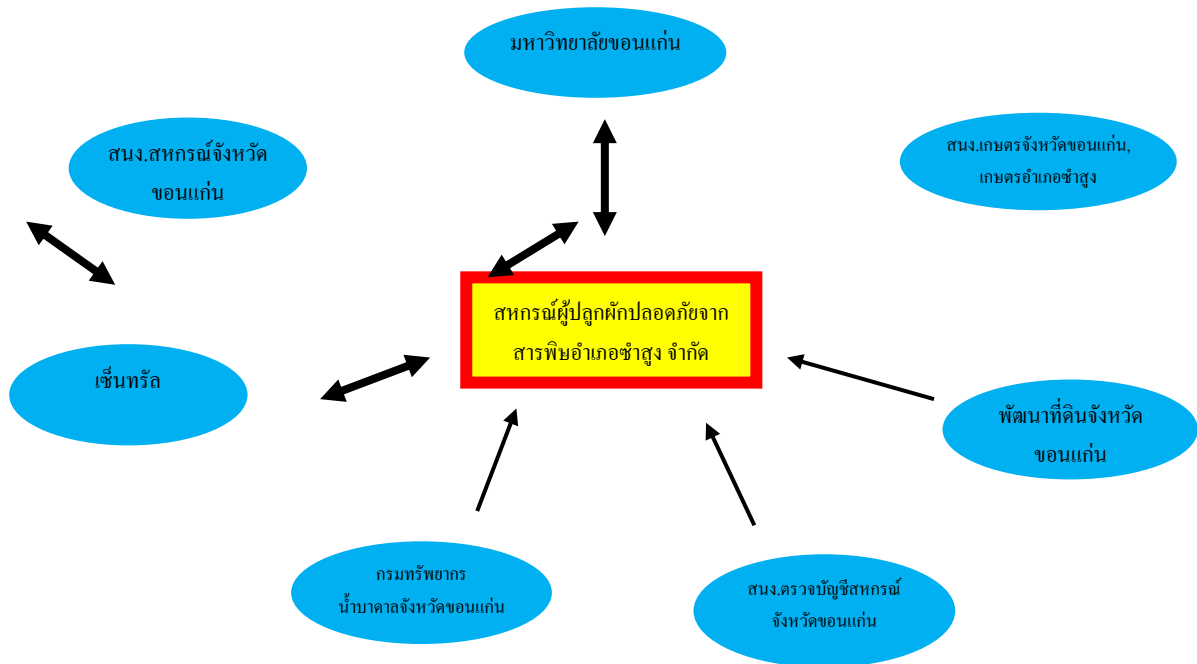 มหาวิทยาลัยขอนแก่น
สนง.สหกรณ์จังหวัด
ขอนแก่น
สนง.เกษตรจังหวัดขอนแก่น,
เกษตรอำเภอซำสูง
สหกรณ์ผู้ปลูกผักปลอดภัยจาก
สารพิษอำเภอซำสูง จำกัด
เซ็นทรัล
พัฒนาที่ดินจังหวัด
ขอนแก่น
กรมทรัพยากร
น้ำบาดาลจังหวัดขอนแก่น
สนง.ตรวจบัญชีสหกรณ์
จังหวัดขอนแก่น